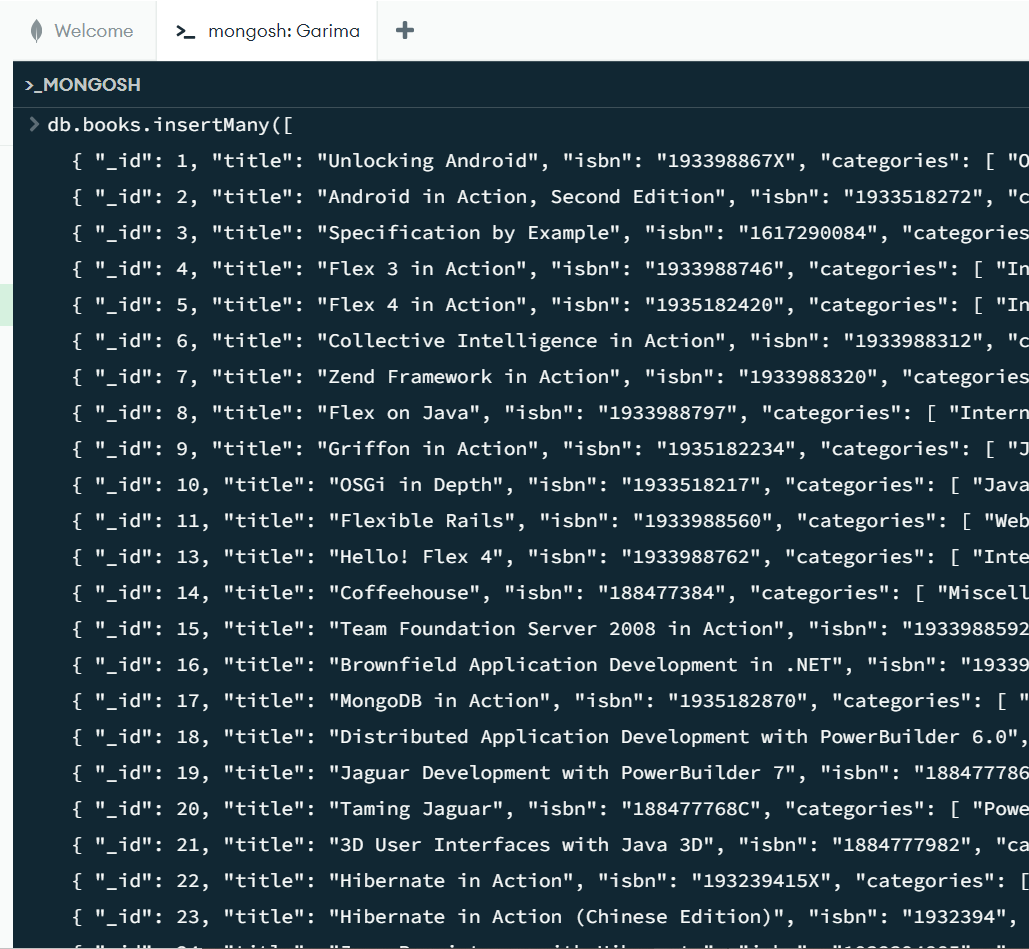 Welcome
>_ mongosh: Garima
+
>_MONGOSH
> db.books.insertMany([
{ "_id": 1, "title": "Unlocking Android", "isbn": "193398867X", "categories": [ "O
{ "_id": 2, "title": "Android in Action, Second Edition", "isbn": "1933518272", "c
{ "_id": 3, "title": "Specification by Example", "isbn": "1617290084", "categories
{ "_id": 4, "title": "Flex 3 in Action", "isbn": "1933988746", "categories": [ "In
{ "_id": 5, "title": "Flex 4 in Action", "isbn": "1935182420", "categories": [ "In
{ "_id": 6, "title": "Collective Intelligence in Action", "isbn": "1933988312", "c
{ "_id": 7, "title": "Zend Framework in Action", "isbn": "1933988320", "categories
{ "_id": 8, "title": "Flex on Java", "isbn": "1933988797", "categories": [ "Intern
{ "_id": 9, "title": "Griffon in Action", "isbn": "1935182234", "categories": [ "J
{ "_id": 10, "title": "OSGi in Depth", "isbn": "1933518217", "categories": [ "Java
{ "_id": 11, "title": "Flexible Rails", "isbn": "1933988560", "categories": [ "Web
{ "_id": 13, "title": "Hello! Flex 4", "isbn": "1933988762", "categories": [ "Inte
{ "_id": 14, "title": "Coffeehouse", "isbn": "188477384", "categories": [ "Miscell
{ "_id": 15, "title": "Team Foundation Server 2008 in Action", "isbn": "1933988592
{ "_id": 16, "title": "Brownfield Application Development in .NET", "isbn": "19339
{ "_id": 17, "title": "MongoDB in Action", "isbn": "1935182870", "categories": [ "
{ "_id": 18, "title": "Distributed Application Development with PowerBuilder 6.0",
{ "_id": 19, "title": "Jaguar Development with PowerBuilder 7", "isbn": "188477786
{ "_id": 20, "title": "Taming Jaguar", "isbn": "188477768C", "categories": [ "Powe
{ "_id": 21, "title": "3D User Interfaces with Java 3D", "isbn": "1884777982", "ca
{ "_id": 22, "title": "Hibernate in Action", "isbn": "193239415X", "categories": [
{ "_id": 23, "title": "Hibernate in Action (Chinese Edition)", "isbn": "1932394",